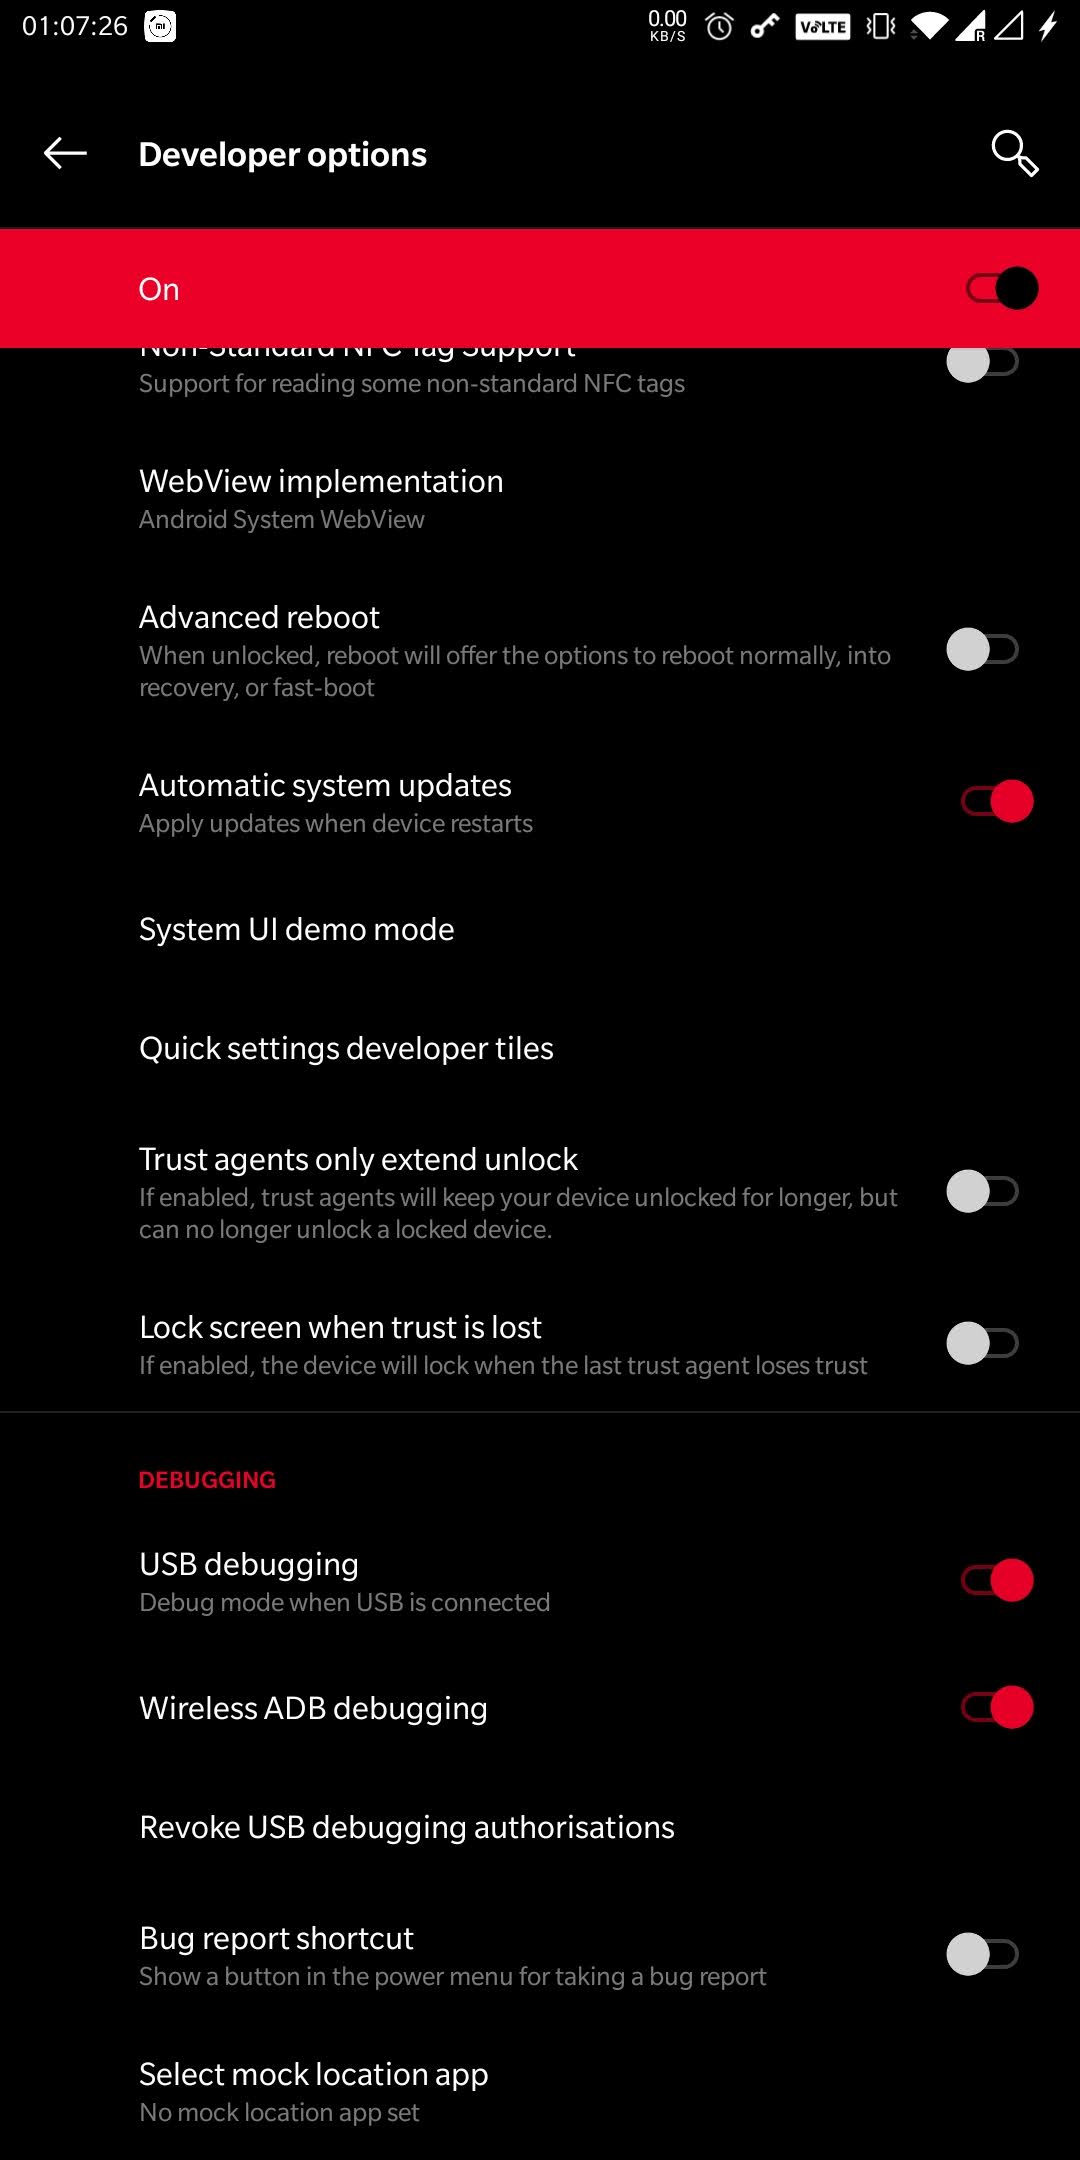 01:07:26
0.00
KB/S
VoLTE
R
Developer options
On
Non-Standard NFC Tag Support
Support for reading some non-standard NFC tags
WebView implementation
Android System WebView
Advanced reboot
When unlocked, reboot will offer the options to reboot normally, into
recovery, or fast-boot
Automatic system updates
Apply updates when device restarts
System UI demo mode
Quick settings developer tiles
Trust agents only extend unlock
If enabled, trust agents will keep your device unlocked for longer, but
can no longer unlock a locked device.
Lock screen when trust is lost
If enabled, the device will lock when the last trust agent loses trust
DEBUGGING
USB debugging
Debug mode when USB is connected
Wireless ADB debugging
Revoke USB debugging authorisations
Bug report shortcut
Show a button in the power menu for taking a bug report
Select mock location app
No mock location app set